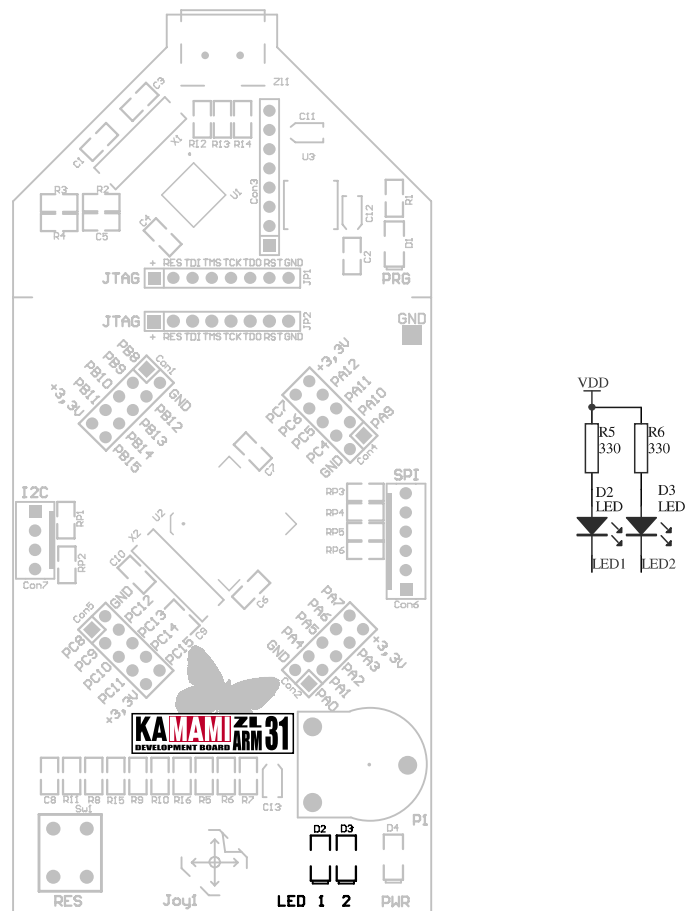 ZL1
C3
X1
C1
R12 R13 R14
C11
U3
Con3
U1
R3
R2
R4
C5
C4
C12
C2
R1
D1
PRG
+ RES TDI TMS TCK TDO RST GND
JTAG
JP1
JTAG
JP2
+ RES TDI TMS TCK TDO RST GND
GND
PB8
PB9
PB10
PB11
+3,3V
Con1
GND
PB12
PB13
PB14
PB15
+3,3V
PA12
PA11
PA10
PA9
PC7
PC6
PC5
PC4
GND
Con4
C7
VDD
R5
330
R6
330
D2
LED
D3
LED
LED1
LED2
I2C
RP1
RP2
Con7
U2
X2
C10
C6
C9
SPI
RP3
RP4
RP5
RP6
Con6
Con5
GND
PC12
PC13
PC14
PC15
PC8
PC9
PC10
PC11
+3,3V
PA7
PA6
PA5
PA4
GND
+3,3V
PA3
PA2
PA1
PA0
Con2
KAMAMI ZL
DEVELOPMENT BOARD ARM 31
C8 R11 R8 R15 R9 R10 R16 R5 R6 R7 C13
P1
Sw1
RES
Joy1
D2 D3 D4
LED 1 2 PWR